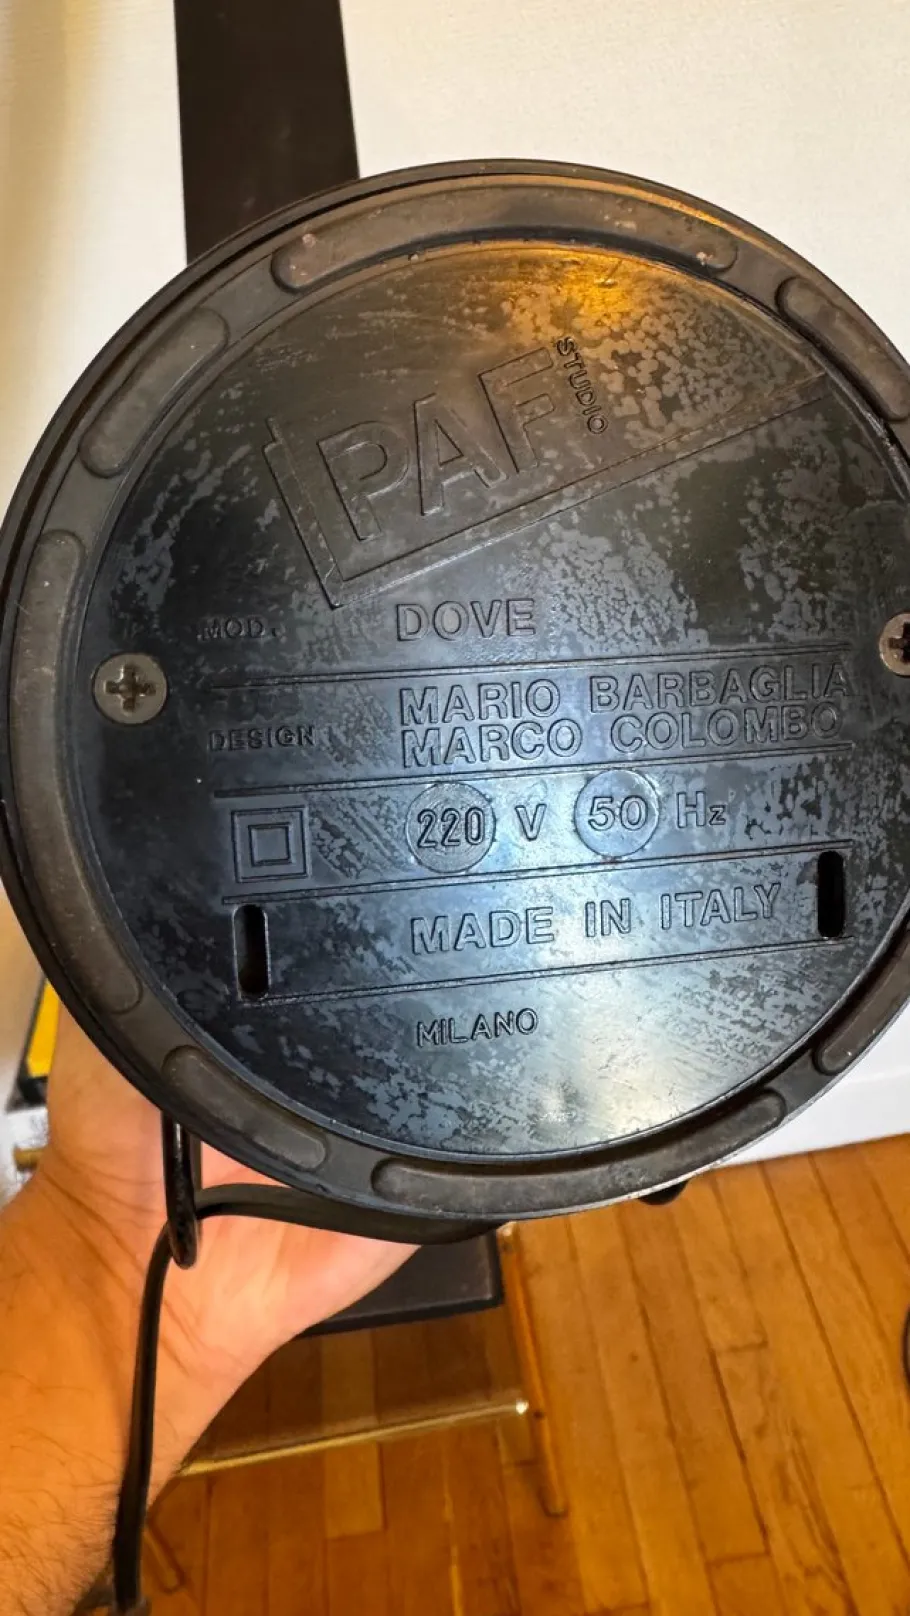 PAF STUDIO
MOD. DOVE
DESIGN MARIO BARBAGLIA
MARCO COLOMBO
220 V 50 Hz
MADE IN ITALY
MILANO